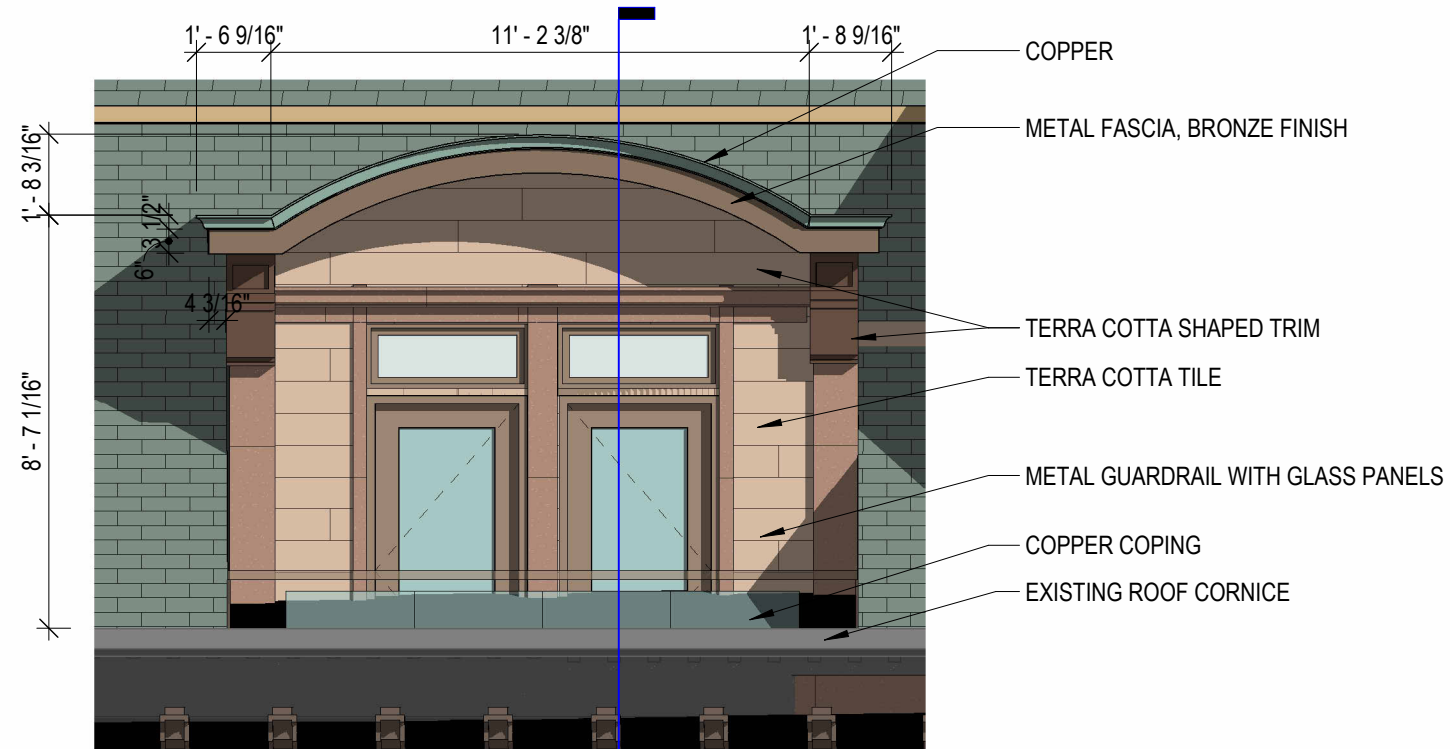 1' - 6 9/16"
11' - 2 3/8"
1' - 8 9/16"
COPPER
METAL FASCIA, BRONZE FINISH
1' - 8 3/16"
3 1/2"
6"
4 3/16"
TERRA COTTA SHAPED TRIM
TERRA COTTA TILE
8' - 7 1/16"
METAL GUARDRAIL WITH GLASS PANELS
COPPER COPING
EXISTING ROOF CORNICE